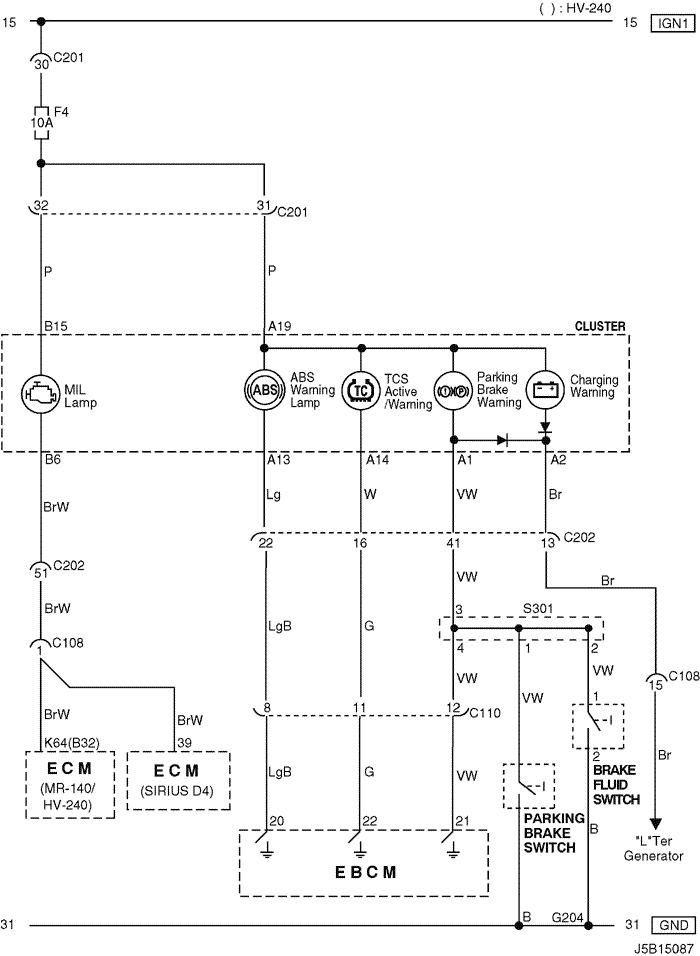 ( ) : HV-240
15
15 IGN1
C201
30
F4
10A
32
31
C201
P
P
B15
A19
CLUSTER
MIL
Lamp
ABS
ABS
Warning
Lamp
TC
TCS
Active
/Warning
(!)(P)
Parking
Brake
Warning
- +
Charging
Warning
B6
A13
A14
A1
A2
BrW
Lg
W
VW
Br
22
16
41
13
C202
C202
51
VW
Br
BrW
3
S301
LgB
G
4
1
2
C108
1
VW
VW
VW
C108
15
BrW
BrW
8
11
12
C110
1
K64(B32)
39
2
Br
ECM
(MR-140/
HV-240)
ECM
(SIRIUS D4)
LgB
G
VW
BRAKE
FLUID
SWITCH
20
22
21
PARKING
BRAKE
SWITCH
B
"L"Ter
Generator
EBCM
31
B
G204
31 GND
J5B15087